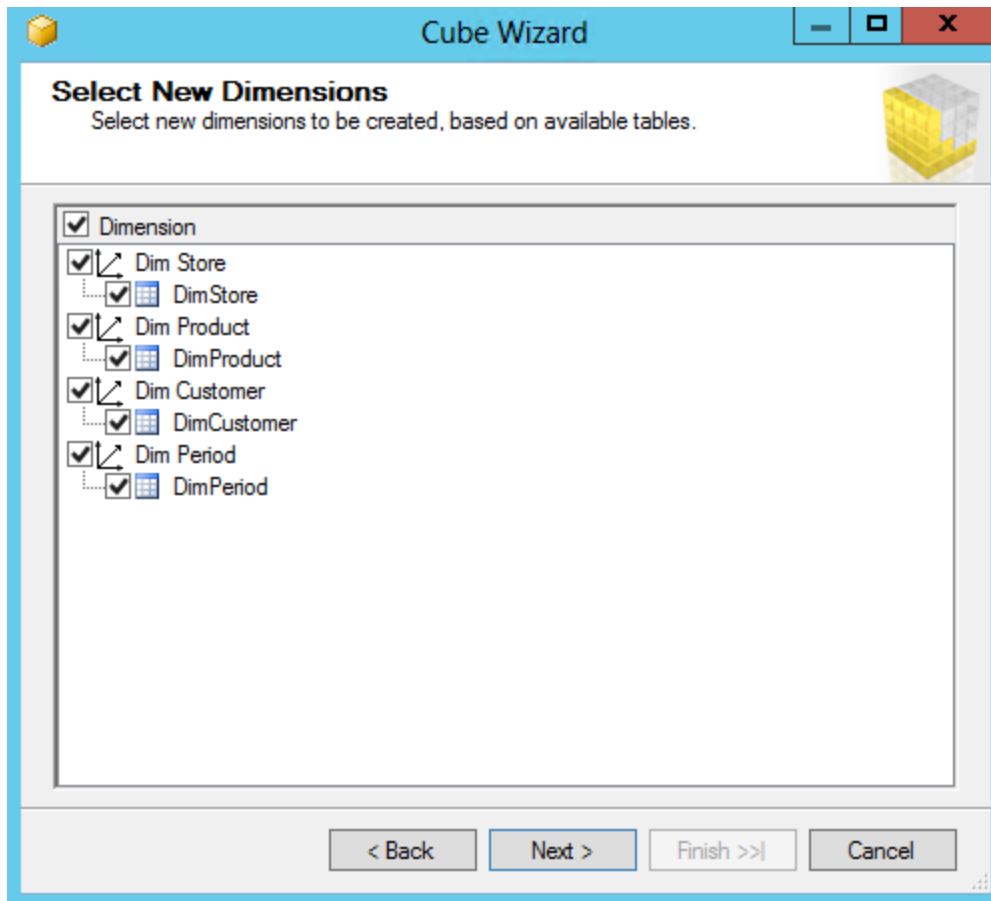 Cube Wizard
Select New Dimensions
Select new dimensions to be created, based on available tables.
Dimension
Dim Store
DimStore
Dim Product
DimProduct
Dim Customer
DimCustomer
Dim Period
DimPeriod
< Back Next > Finish >>| Cancel